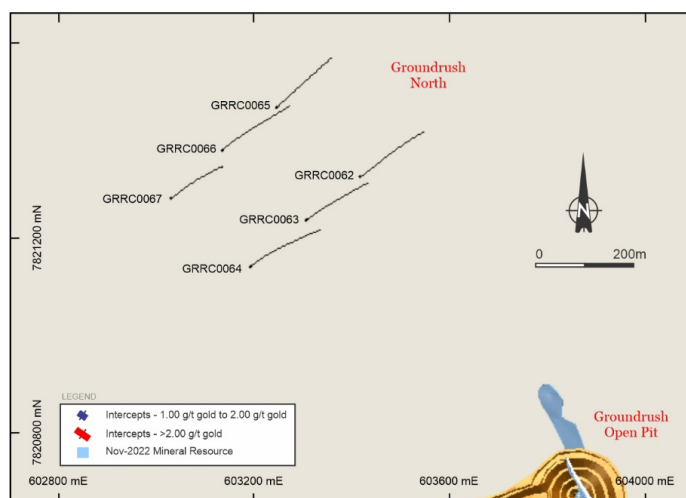 Groundrush
North
GRRC0065
GRRC0066
GRRC0062
GRRC0067
GRRC0063
GRRC0064
7821200 mN
N
0 200m
LEGEND
Intercepts - 1.00 g/t gold to 2.00 g/t gold
Intercepts - >2.00 g/t gold
Nov-2022 Mineral Resource
Groundrush
Open Pit
7820800 mN
602800 mE 603200 mE 603600 mE 604000 mE